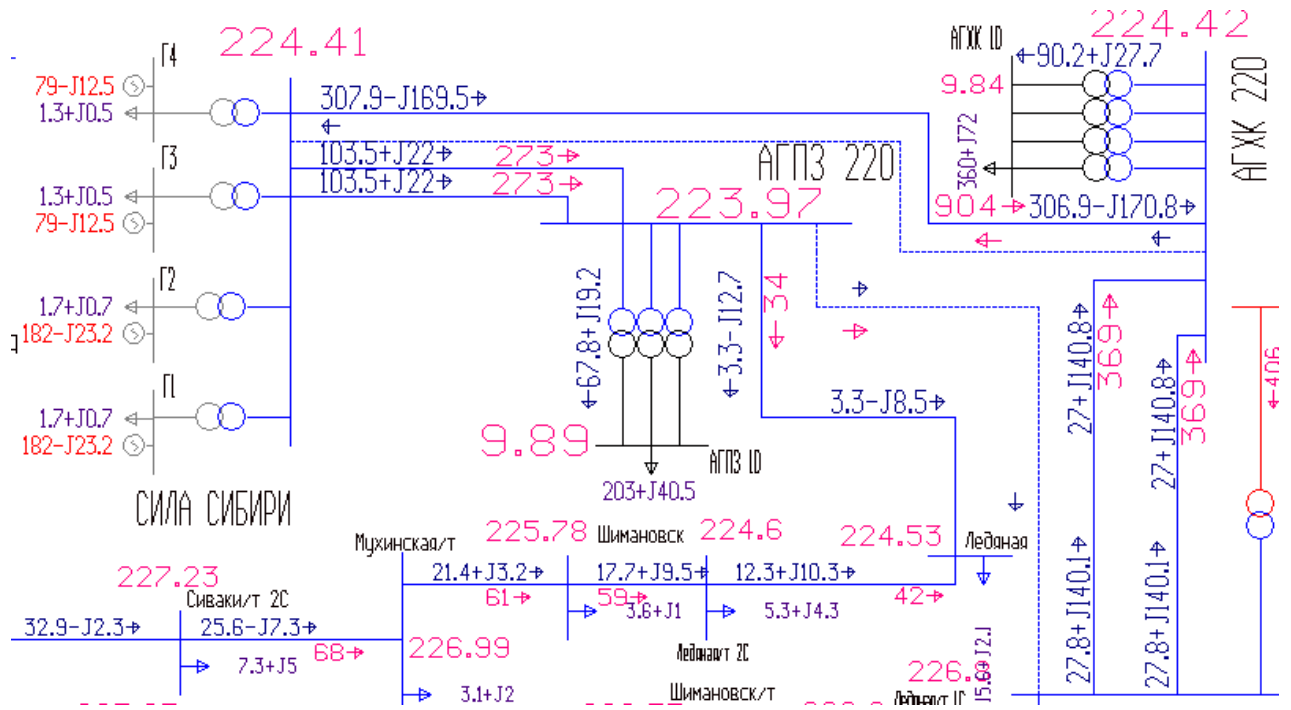 224.41
224.42
АГХК 10
90.2+J27.7
Г4
79-J12.5
1.3+J0.5
307.9-J169.5
9.84
АГХК 220
360+J72
Г3
103.5+J22
273
103.5+J22
273
АГПЗ 220
1.3+J0.5
79-J12.5
223.97
904
306.9-J170.8
Г2
1.7+J0.7
182-J23.2
67.8+J19.2
3.3-J12.7
34
27+J140.8
369
27+J140.8
369
406
Г1
1.7+J0.7
182-J23.2
3.3-J8.5
9.89
АГПЗ 10
203+J40.5
СИЛА СИБИРИ
Мухинская/т
225.78
Шимановск
224.6
224.53
Ледяная
227.23
Сиваки/т 2С
21.4+J3.2
61
17.7+J9.5
59
12.3+J10.3
42
3.6+J1
5.3+J4.3
32.9-J2.3
25.6-J7.3
68
7.3+J5
226.99
Ледяная/т 2С
3.1+J2
Шимановск/т
27.8+J140.1
27.8+J140.1